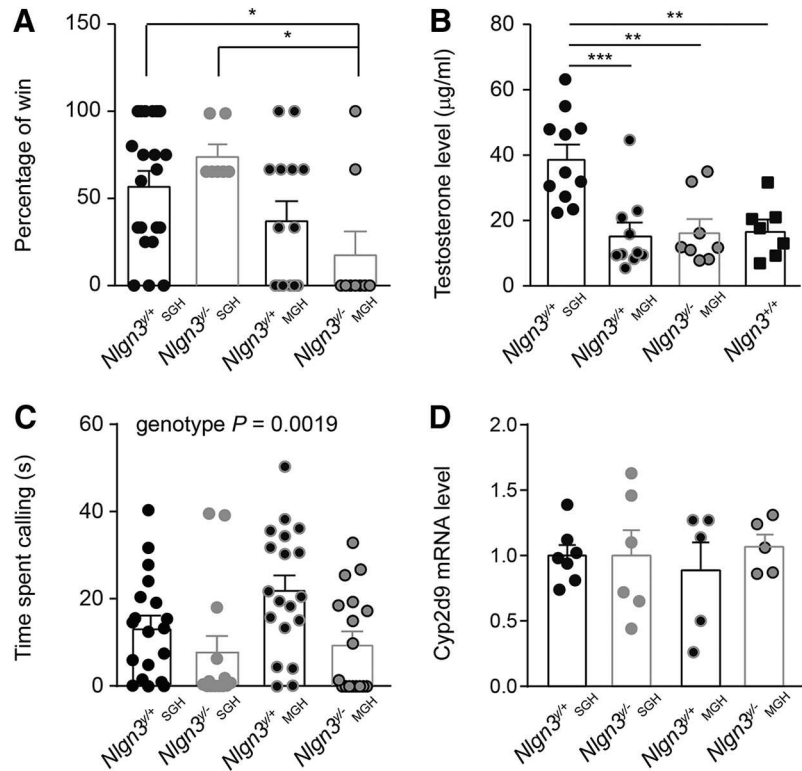 A
Percentage of win
150
100
50
0
*
*
Nlgn3y/+ SGH
Nlgn3y/- SGH
Nlgn3y/+ MGH
Nlgn3y/- MGH
B
Testosterone level (µg/ml)
80
60
40
20
0
**
**
***
Nlgn3y/+ SGH
Nlgn3y/+ MGH
Nlgn3y/- MGH
Nlgn3+/+
C
genotype P = 0.0019
Time spent calling (s)
60
40
20
0
Nlgn3y/+ SGH
Nlgn3y/- SGH
Nlgn3y/+ MGH
Nlgn3y/- MGH
D
Cyp2d9 mRNA level
2.0
1.5
1.0
0.5
0.0
Nlgn3y/+ SGH
Nlgn3y/- SGH
Nlgn3y/+ MGH
Nlgn3y/- MGH